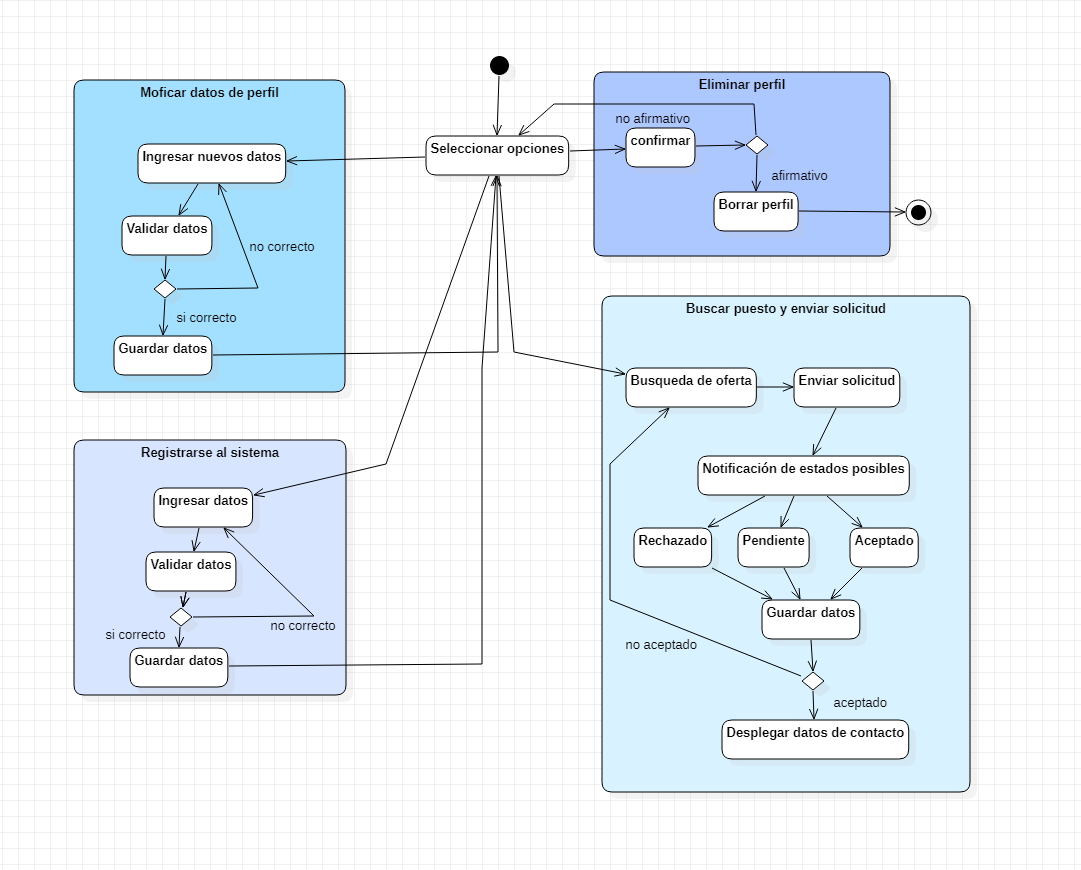 Moficar datos de perfil
Ingresar nuevos datos
Validar datos
no correcto
si correcto
Guardar datos
Seleccionar opciones
Eliminar perfil
no afirmativo
confirmar
afirmativo
Borrar perfil
Registrarse al sistema
Ingresar datos
Validar datos
no correcto
si correcto
Guardar datos
Buscar puesto y enviar solicitud
Busqueda de oferta
Enviar solicitud
Notificación de estados posibles
Rechazado
Pendiente
Aceptado
Guardar datos
no aceptado
aceptado
Desplegar datos de contacto